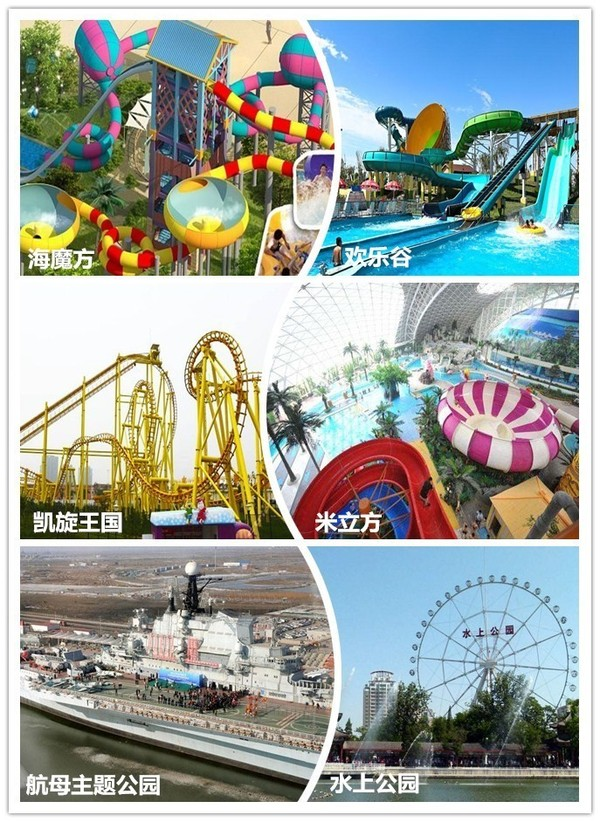 海魔方
欢乐谷
凯旋王国
米立方
水上公园
航母主题公园
水上公园